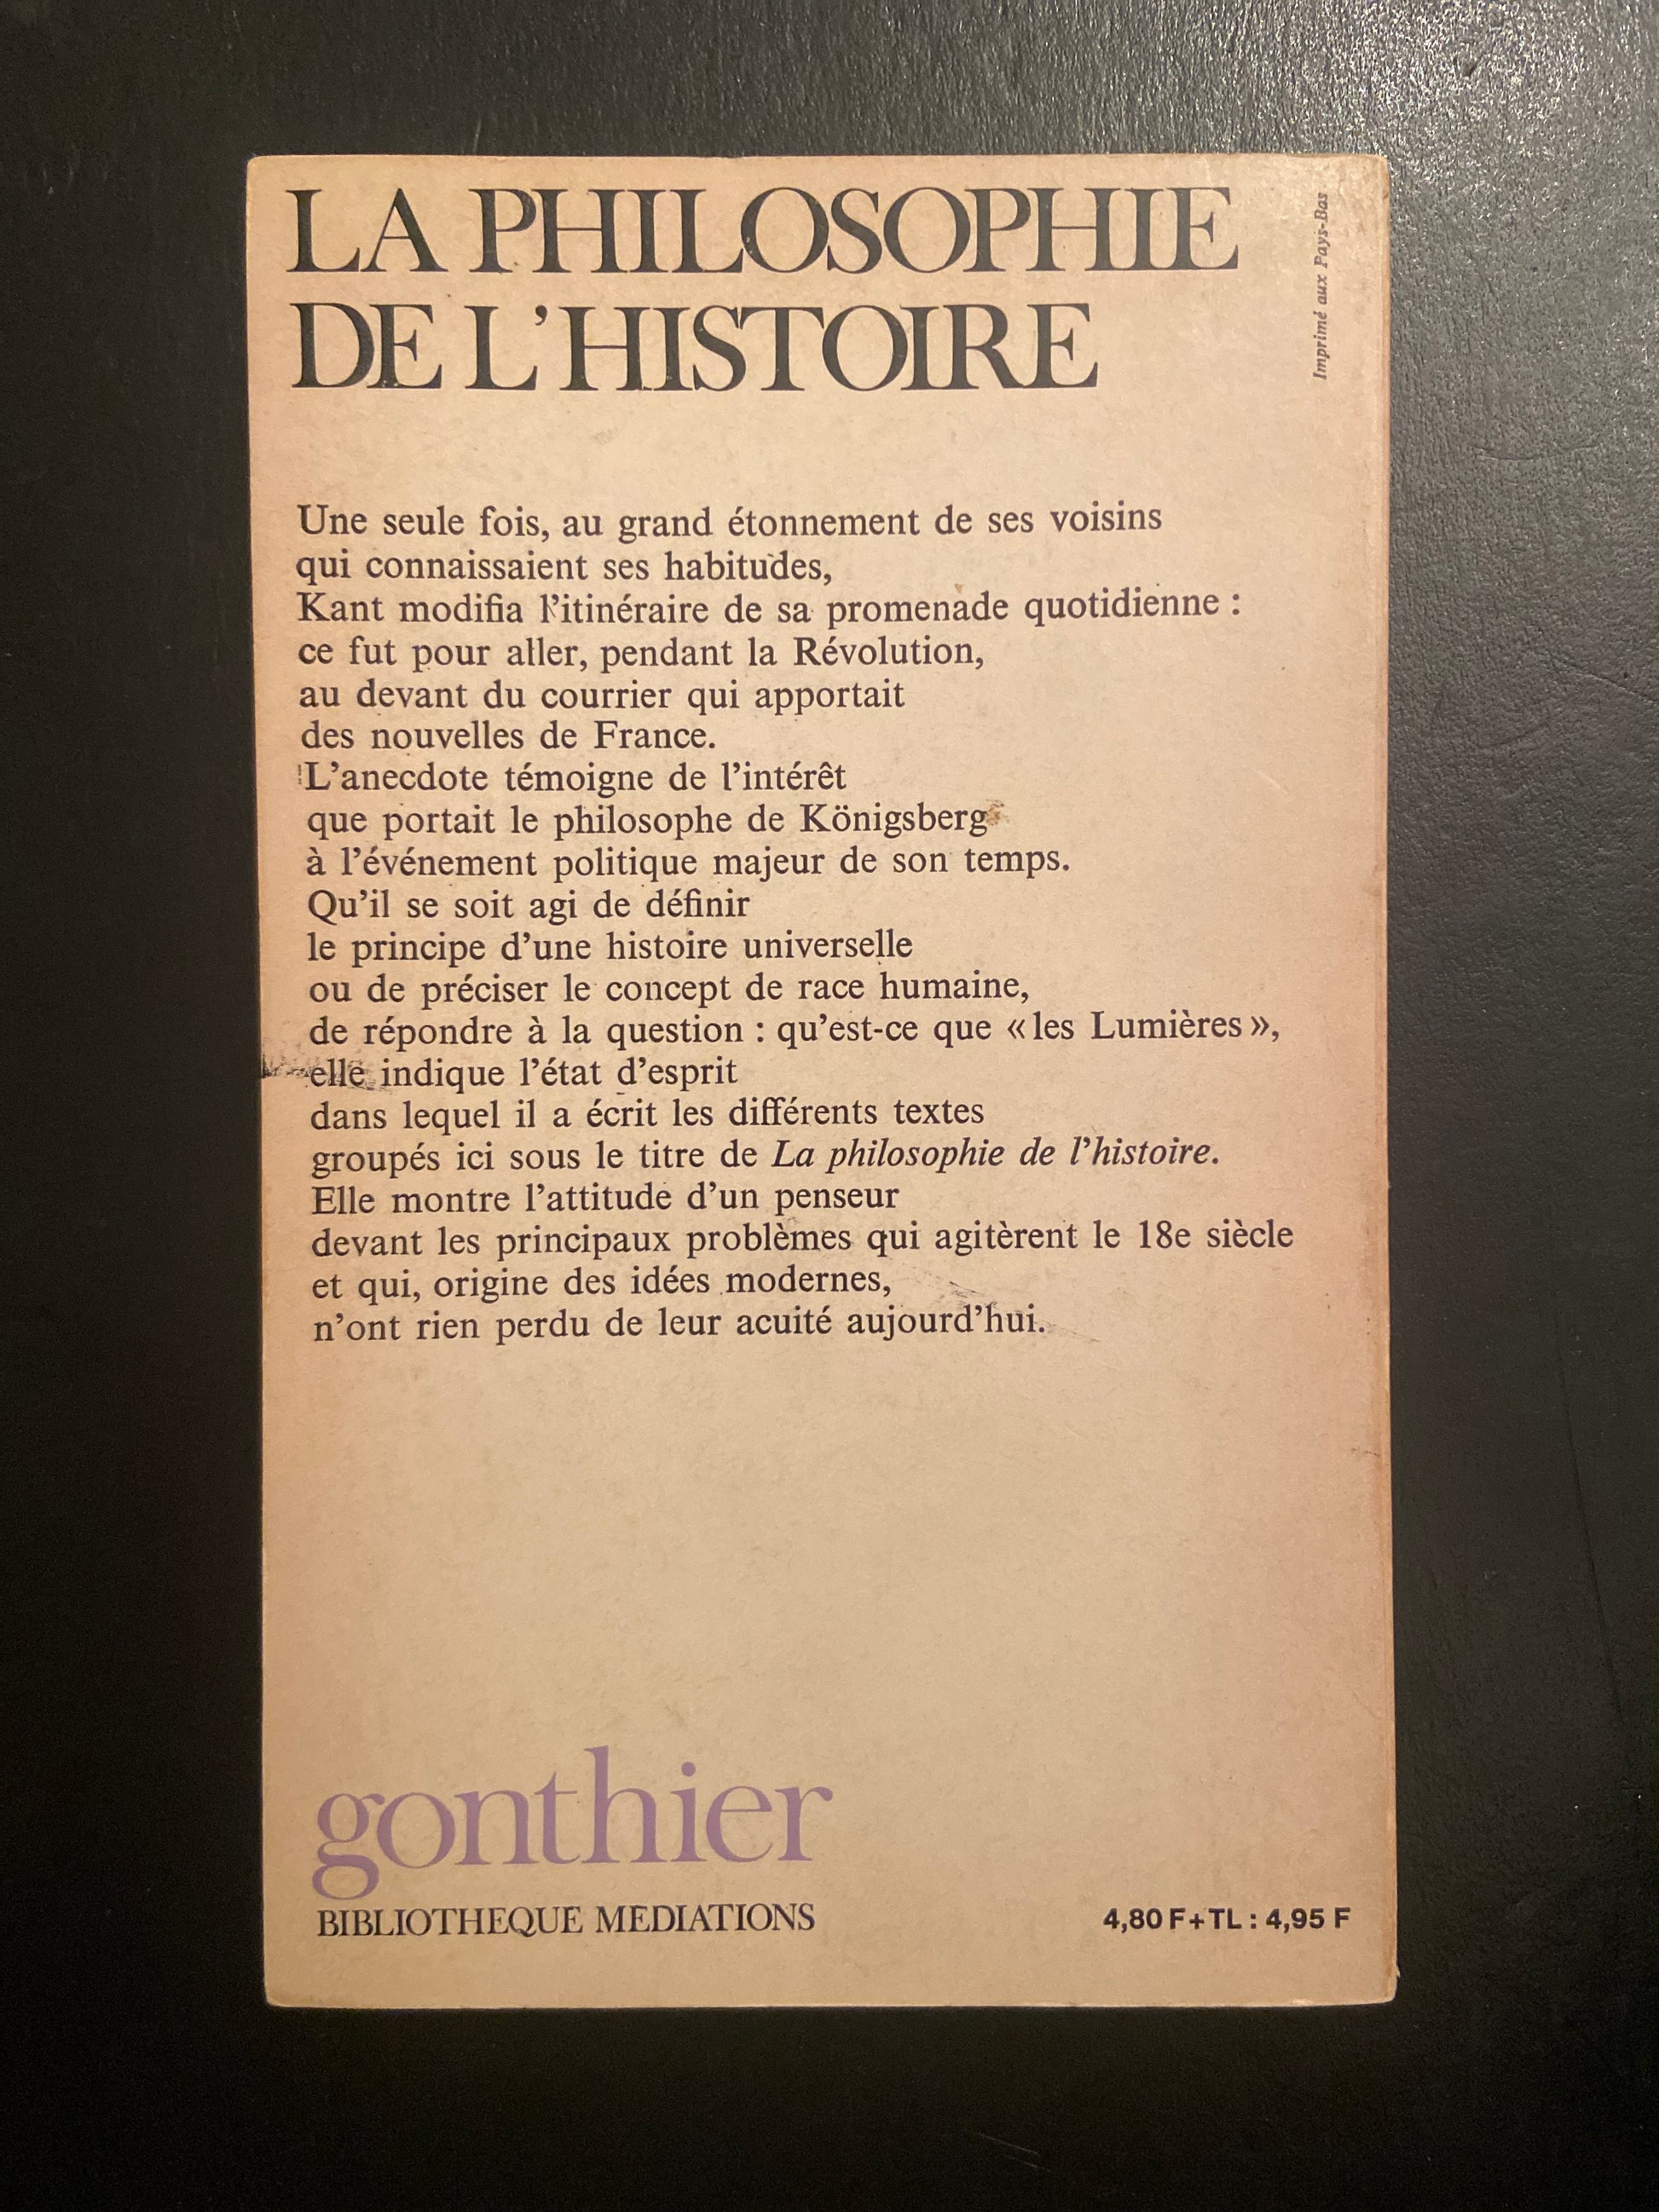 LA PHILOSOPHIE
DE L'HISTOIRE
Imprimé aux Pays-Bas
Une seule fois, au grand étonnement de ses voisins
qui connaissaient ses habitudes,
Kant modifia l'itinéraire de sa promenade quotidienne :
ce fut pour aller, pendant la Révolution,
au devant du courrier qui apportait
des nouvelles de France.
L'anecdote témoigne de l'intérêt
que portait le philosophe de Königsberg
à l'événement politique majeur de son temps.
Qu'il se soit agi de définir
le principe d'une histoire universelle
ou de préciser le concept de race humaine,
de répondre à la question : qu'est-ce que « les Lumières »,
elle indique l'état d'esprit
dans lequel il a écrit les différents textes
groupés ici sous le titre de La philosophie de l'histoire.
Elle montre l'attitude d'un penseur
devant les principaux problèmes qui agitèrent le 18e siècle
et qui, origine des idées modernes,
n'ont rien perdu de leur acuité aujourd'hui.
gonthier
BIBLIOTHEQUE MEDIATIONS
4,80 F+TL : 4,95 F